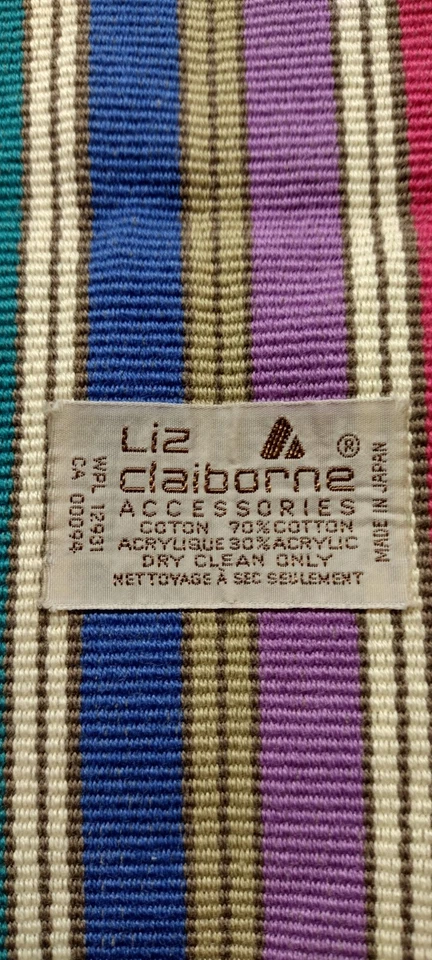 Liz
claiborne ®
ACCESSORIES
COTON 70% COTTON
ACRYLIQUE 30% ACRYLIC
DRY CLEAN ONLY
NETTOYAGE À SEC SEULEMENT
WPL 12931
CA 00094
MADE IN JAPAN